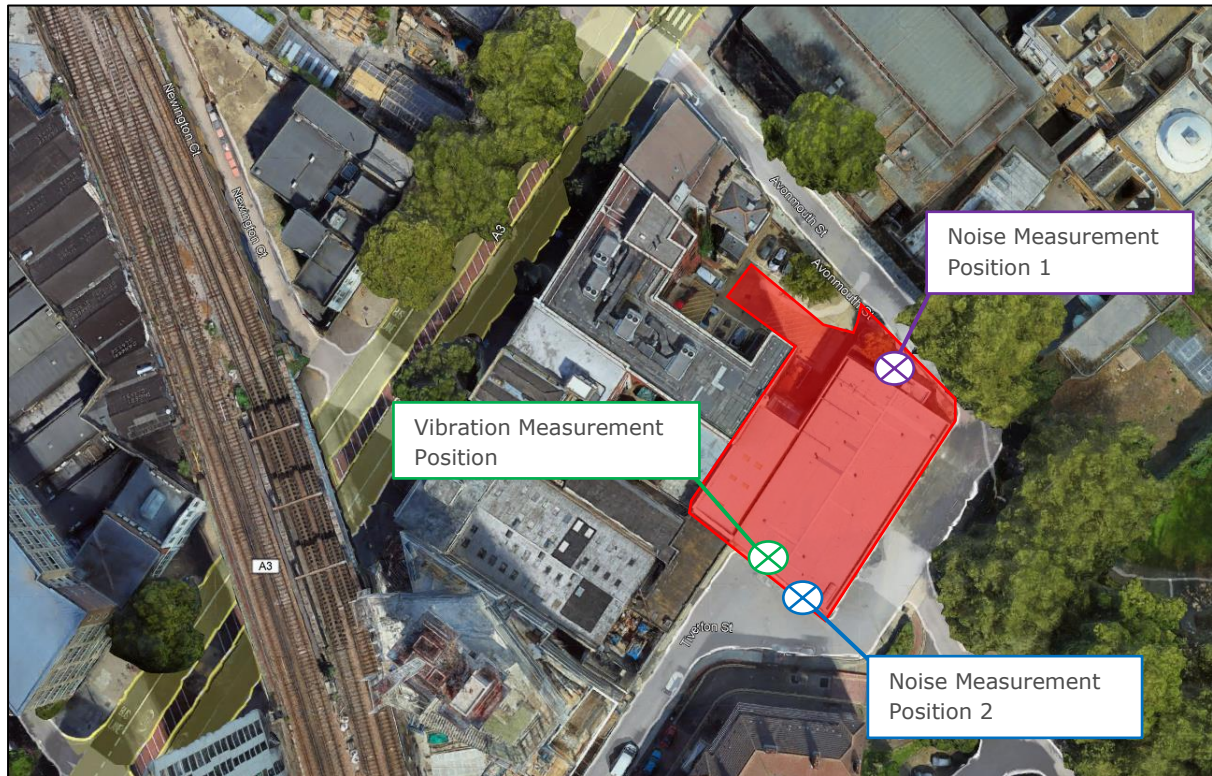 Newington Ct
Newington Ct
A3
Avonmouth St
Avonmouth St
Noise Measurement
Position 1
Vibration Measurement
Position
A3
Tiverton St
Noise Measurement
Position 2